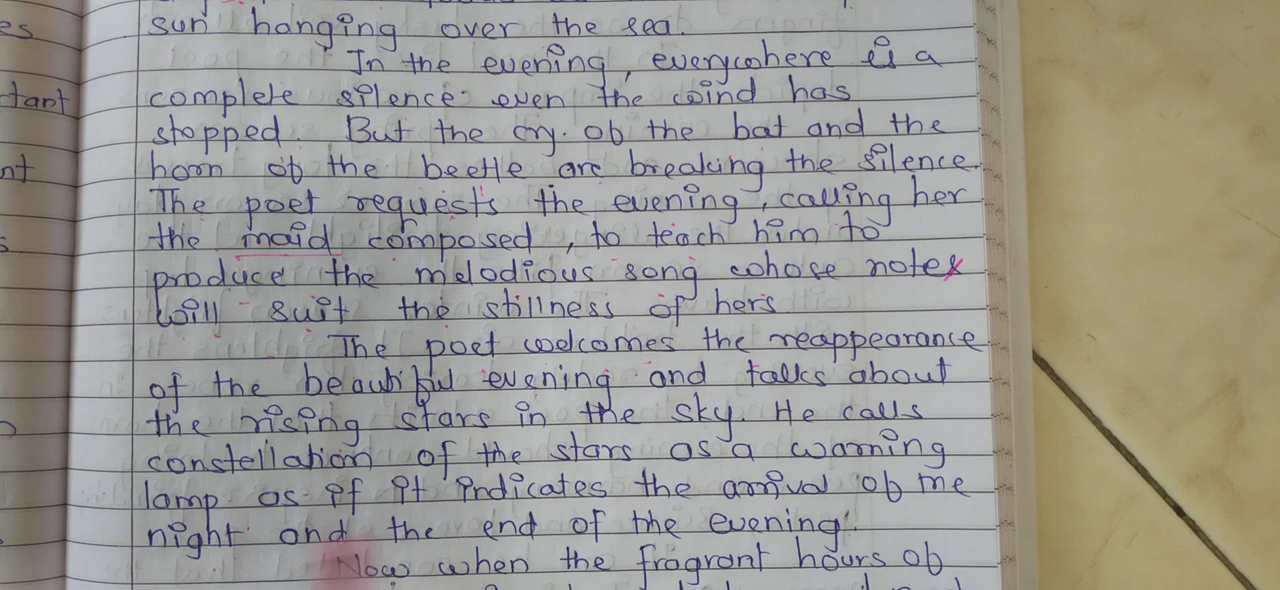 es
sun hanging over the sea.
In the evening, everywhere is a
tant
complete silence. even the wind has
stopped. But the cry. of the bat and the
nt
horn of the beetle are breaking the silence.
The poet requests the evening, calling her
s
the maid composed, to teach him to
produce the melodious song whose notes
will suit the stillness of hers.
The poet welcomes the reappearance
of the beautiful evening and talks about
the rising stars in the sky. He calls
constellation of the stars as a warning
lamp as if it indicates the arrival of the
night and the end of the evening.
Now when the fragrant hours of